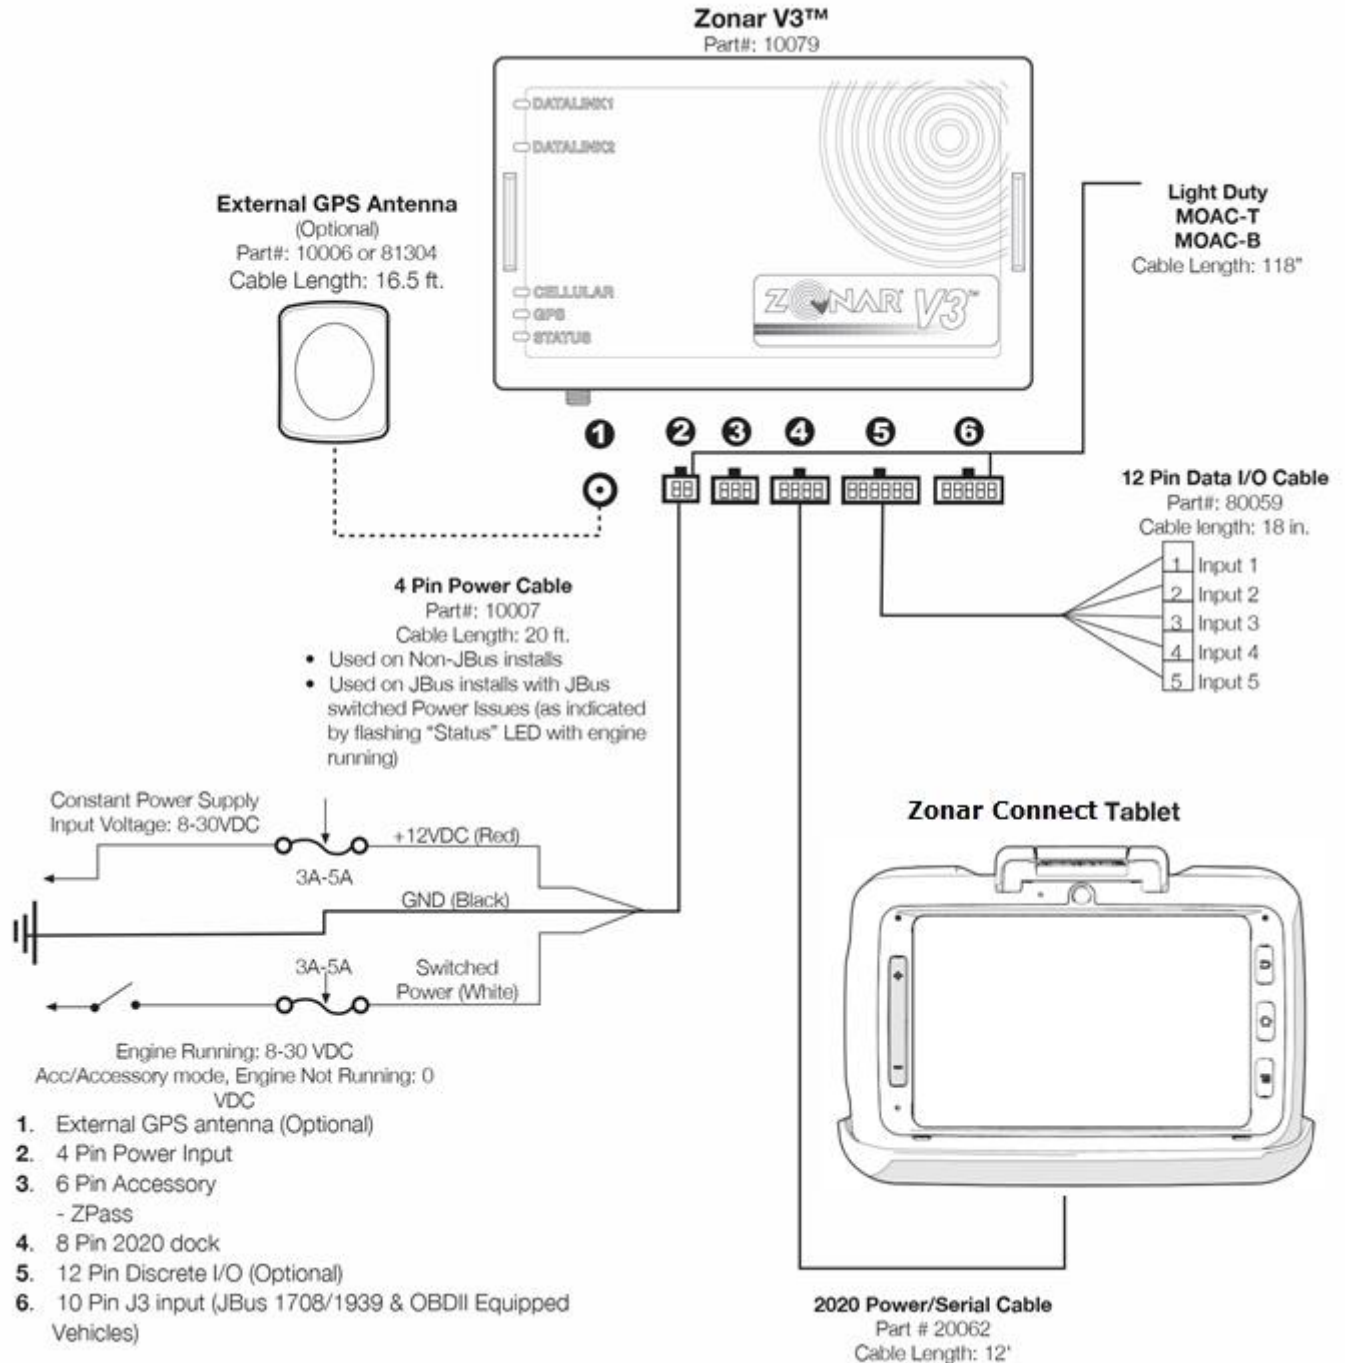 Zonar V3™
Part#: 10079
DATALINK1
DATALINK2
CELLULAR
GPS
STATUS
ZONAR V3™
External GPS Antenna
(Optional)
Part#: 10006 or 81304
Cable Length: 16.5 ft.
Light Duty
MOAC-T
MOAC-B
Cable Length: 118"
1 2 3 4 5 6
12 Pin Data I/O Cable
Part#: 80059
Cable length: 18 in.
1 Input 1
2 Input 2
3 Input 3
4 Input 4
5 Input 5
4 Pin Power Cable
Part#: 10007
Cable Length: 20 ft.
• Used on Non-JBus installs
• Used on JBus installs with JBus
switched Power Issues (as indicated
by flashing “Status” LED with engine
running)
Constant Power Supply
Input Voltage: 8-30VDC
+12VDC (Red)
3A-5A
GND (Black)
3A-5A
Switched
Power (White)
Engine Running: 8-30 VDC
Acc/Accessory mode, Engine Not Running: 0
VDC
1. External GPS antenna (Optional)
2. 4 Pin Power Input
3. 6 Pin Accessory
- ZPass
4. 8 Pin 2020 dock
5. 12 Pin Discrete I/O (Optional)
6. 10 Pin J3 input (JBus 1708/1939 & OBDII Equipped
Vehicles)
Zonar Connect Tablet
2020 Power/Serial Cable
Part # 20062
Cable Length: 12'